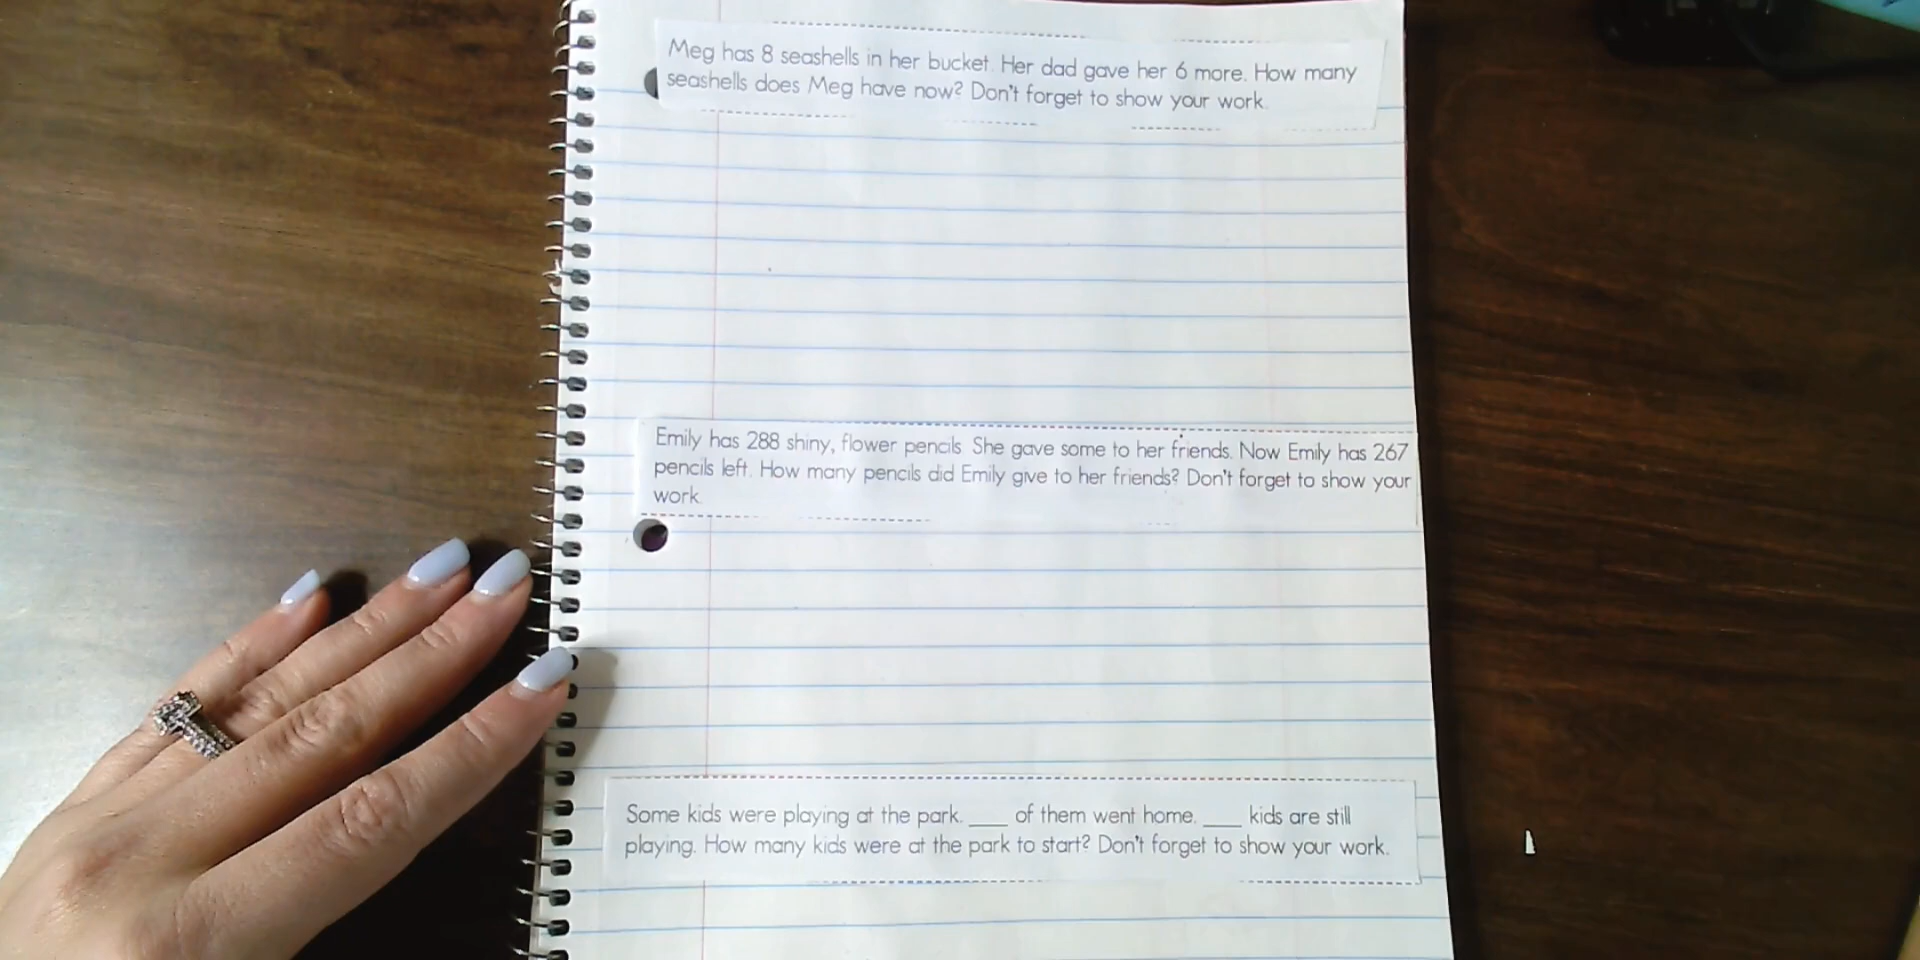 Meg has 8 seashells in her bucket. Her dad gave her 6 more. How many
seashells does Meg have now? Don't forget to show your work.
Emily has 288 shiny, flower pencils. She gave some to her friends. Now Emily has 267
pencils left. How many pencils did Emily give to her friends? Don't forget to show your
work.
Some kids were playing at the park. ___ of them went home. ___ kids are still
playing. How many kids were at the park to start? Don't forget to show your work.